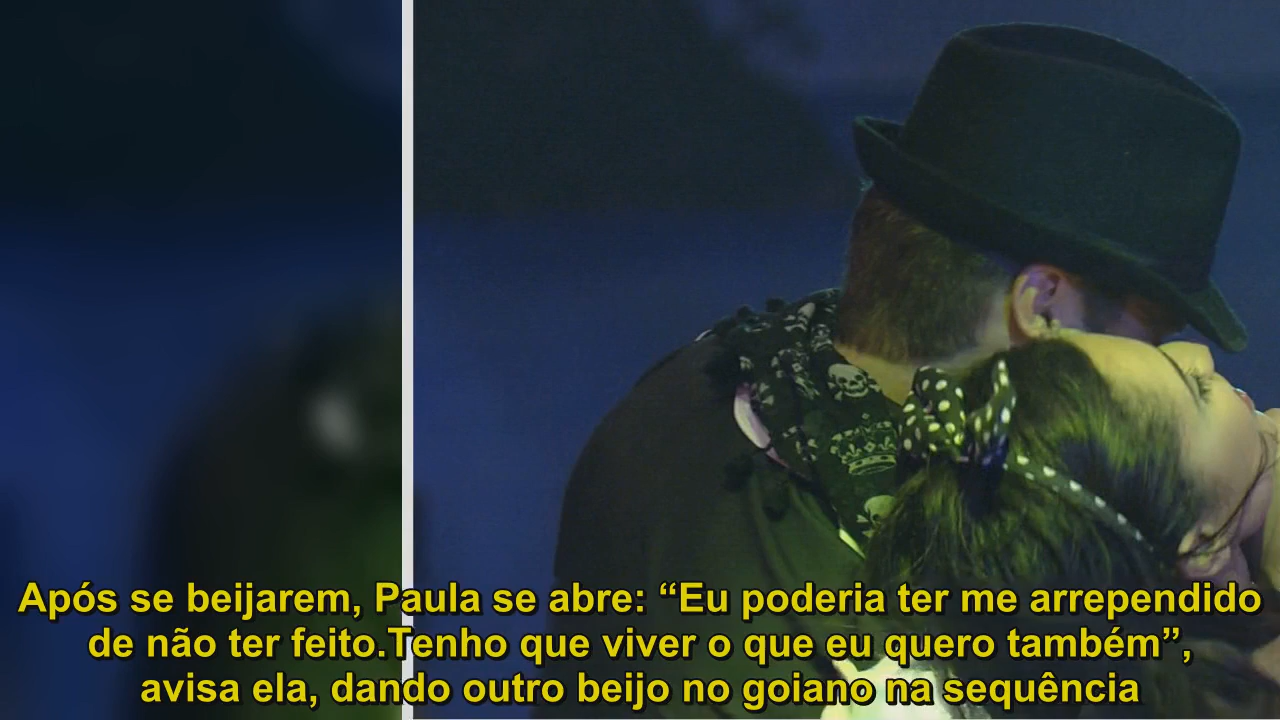 Após se beijarem, Paula se abre: “Eu poderia ter me arrependido
de não ter feito.Tenho que viver o que eu quero também”,
avisa ela, dando outro beijo no goiano na sequência